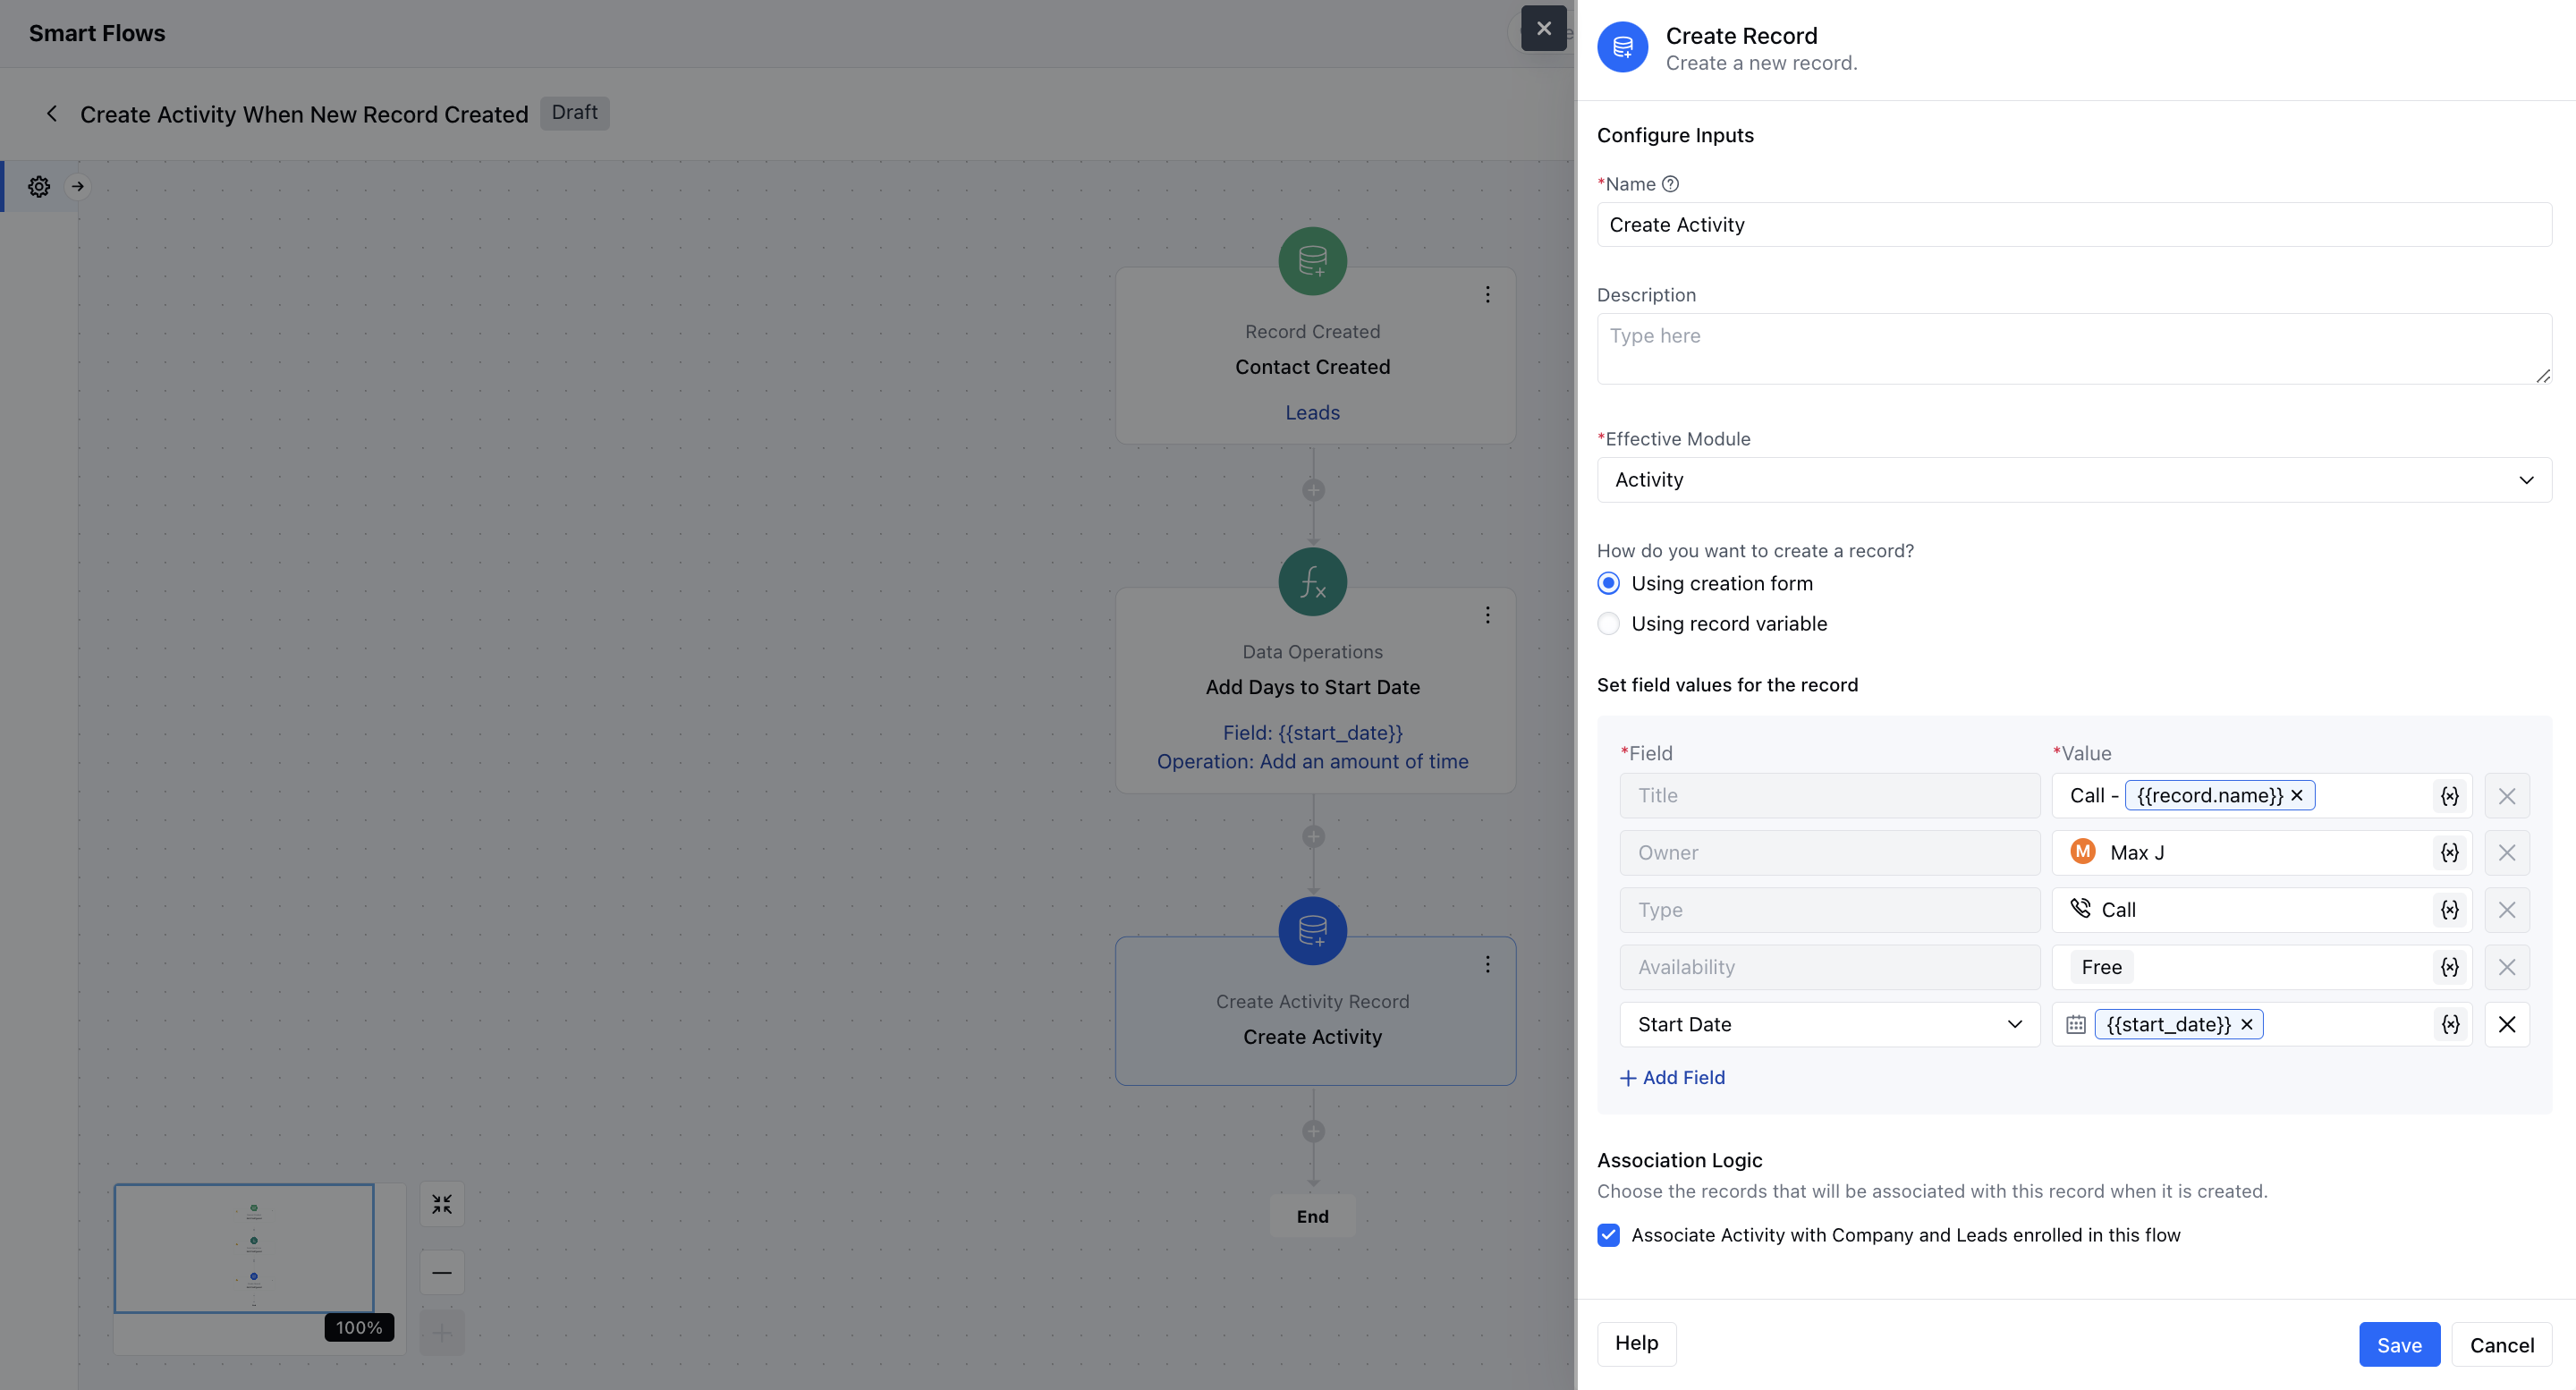 Smart Flows
Create Activity When New Record Created
Draft
Record Created
Contact Created
Leads
Data Operations
Add Days to Start Date
Field: {{start_date}}
Operation: Add an amount of time
Create Activity Record
Create Activity
End
100%
Create Record
Create a new record.
Configure Inputs
*Name
Create Activity
Description
Type here
*Effective Module
Activity
How do you want to create a record?
Using creation form
Using record variable
Set field values for the record
*Field *Value
Title Call - {{record.name}}
Owner M Max J
Type Call
Availability Free
Start Date {{start_date}}
+ Add Field
Association Logic
Choose the records that will be associated with this record when it is created.
Associate Activity with Company and Leads enrolled in this flow
Help Save Cancel